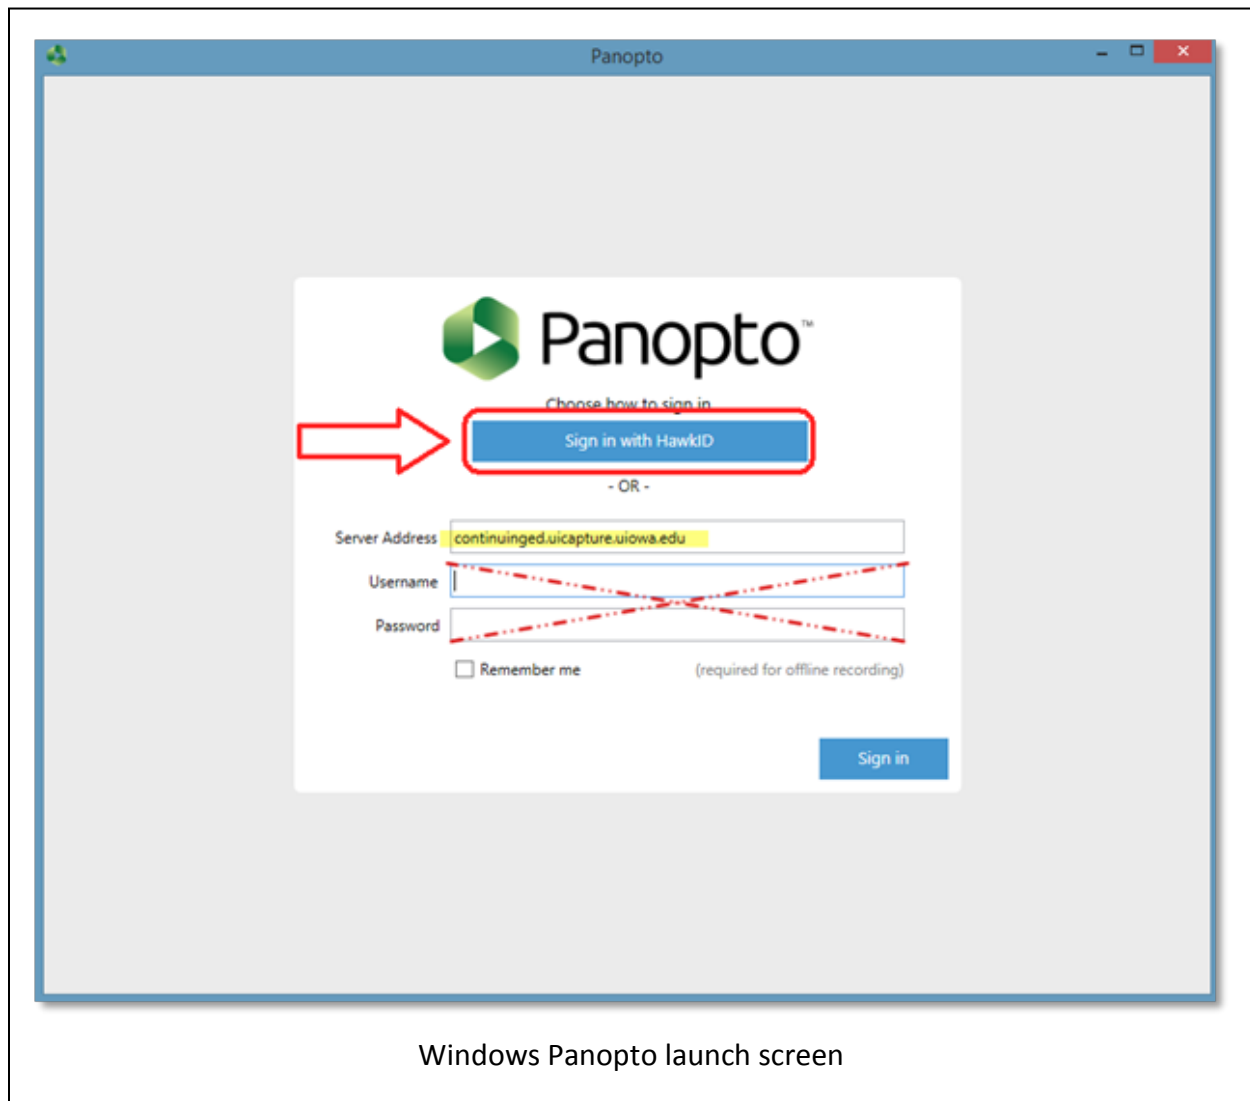 Panopto
Panopto™
Choose how to sign in
Sign in with HawkID
- OR -
Server Address continuinged.uicapture.uiowa.edu
Username
Password
Remember me (required for offline recording)
Sign in
Windows Panopto launch screen